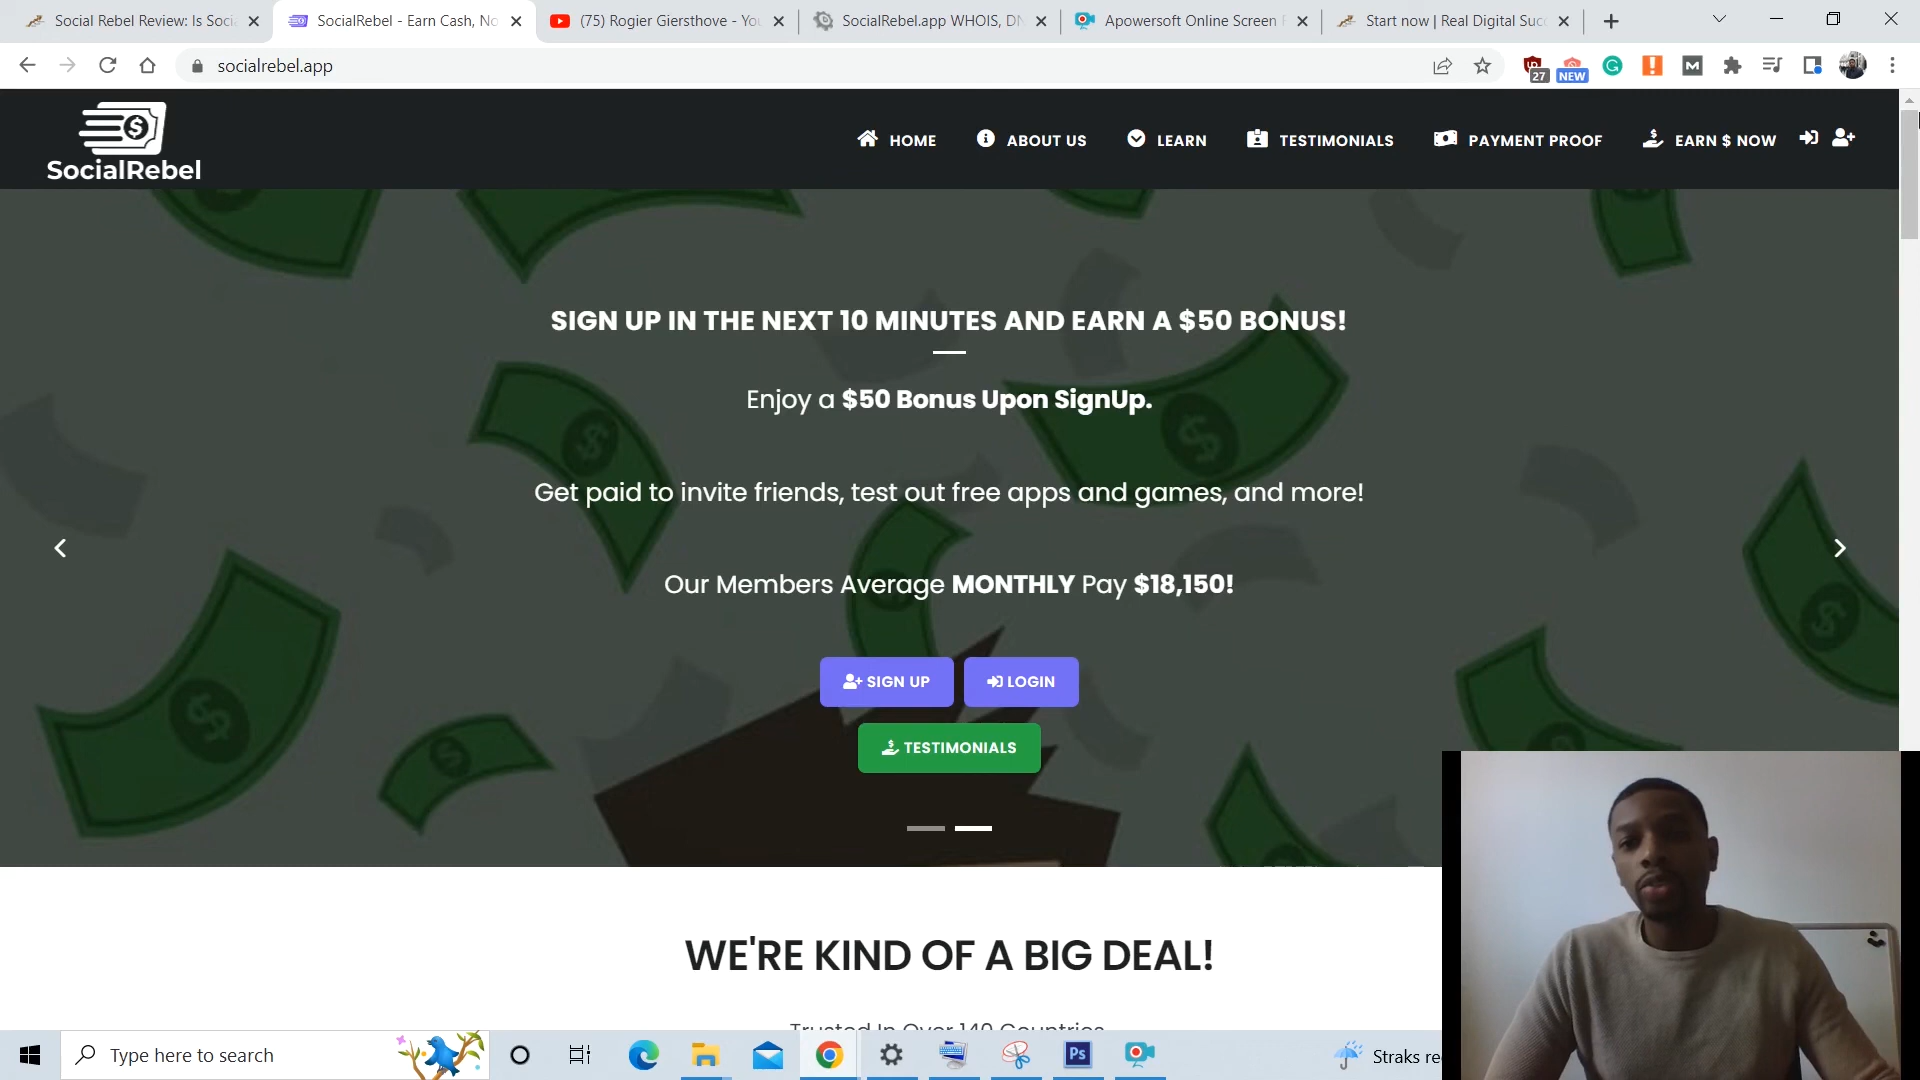 Social Rebel Review: Is Soci
SocialRebel - Earn Cash, No
(75) Rogier Giersthove - You
SocialRebel.app WHOIS, DN
Apowersoft Online Screen
Start now | Real Digital Succ
socialrebel.app
27
NEW
SocialRebel
HOME
ABOUT US
LEARN
TESTIMONIALS
PAYMENT PROOF
EARN $ NOW
SIGN UP IN THE NEXT 10 MINUTES AND EARN A $50 BONUS!
Enjoy a $50 Bonus Upon SignUp.
Get paid to invite friends, test out free apps and games, and more!
Our Members Average MONTHLY Pay $18,150!
SIGN UP
LOGIN
TESTIMONIALS
WE'RE KIND OF A BIG DEAL!
Trusted In Over 140 Countries
Type here to search
Ps
Straks re